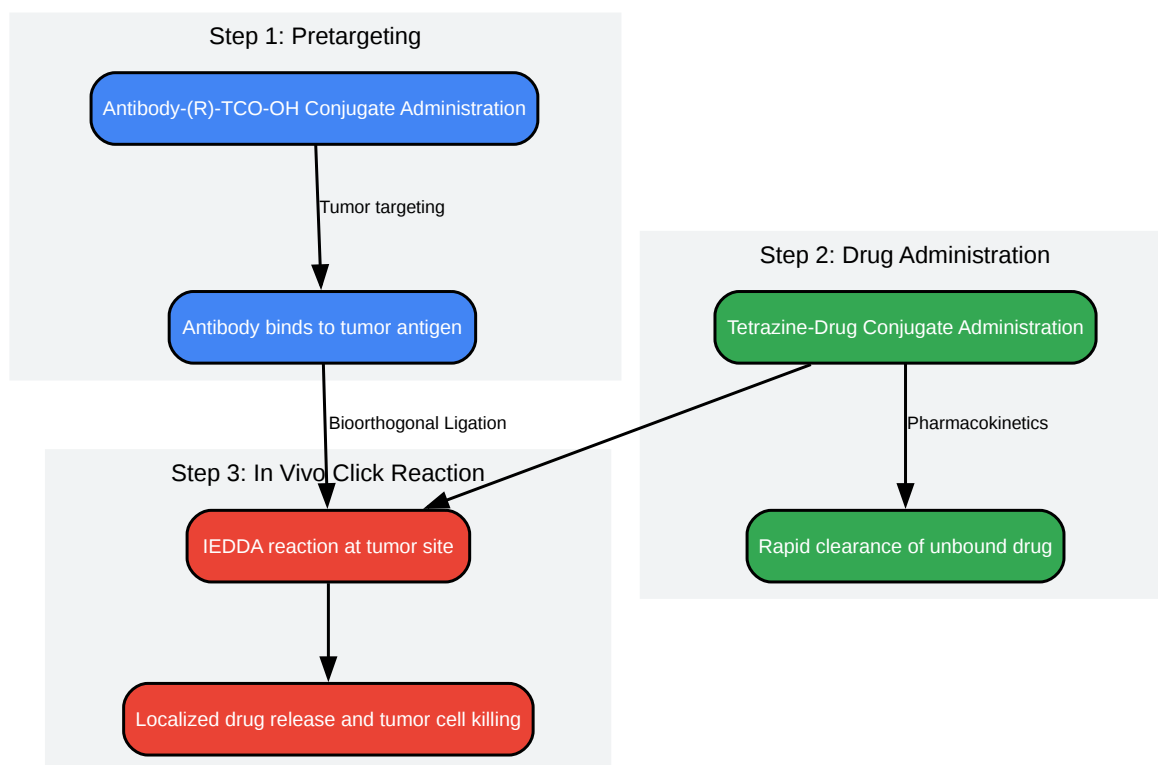 Step 1: Pretargeting
Antibody-(R)-TCO-OH Conjugate Administration
Tumor targeting
Antibody binds to tumor antigen
Step 2: Drug Administration
Tetrazine-Drug Conjugate Administration
Bioorthogonal Ligation
Pharmacokinetics
Step 3: In Vivo Click Reaction
IEDDA reaction at tumor site
Rapid clearance of unbound drug
Localized drug release and tumor cell killing